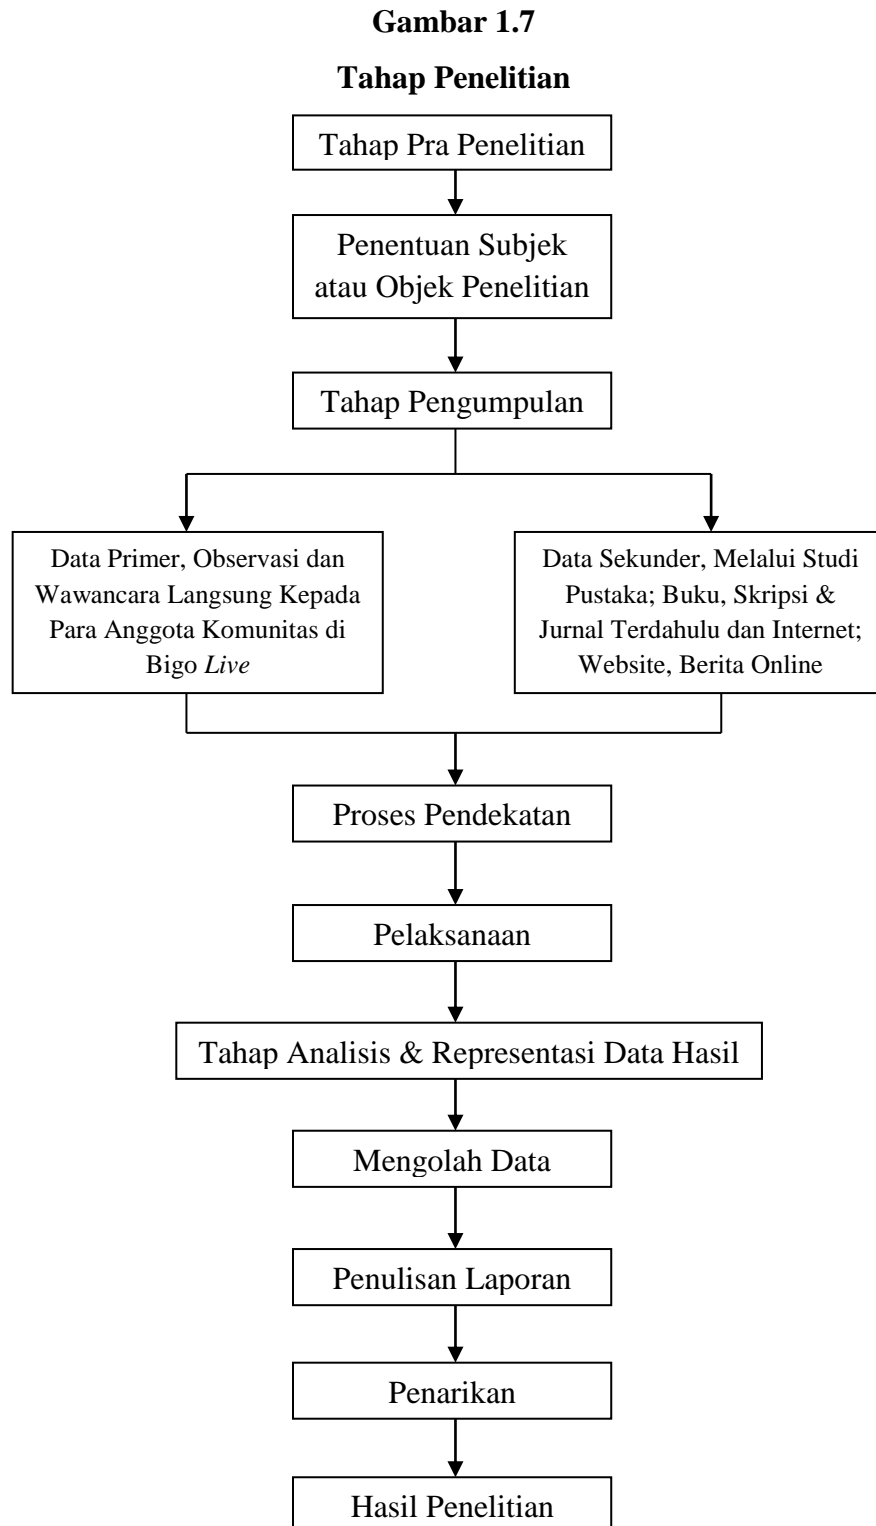 Gambar 1.7
Tahap Penelitian
Tahap Pra Penelitian
Penentuan Subjek
atau Objek Penelitian
Tahap Pengumpulan
Data Primer, Observasi dan
Wawancara Langsung Kepada
Para Anggota Komunitas di
Bigo Live
Data Sekunder, Melalui Studi
Pustaka; Buku, Skripsi &
Jurnal Terdahulu dan Internet;
Website, Berita Online
Proses Pendekatan
Pelaksanaan
Tahap Analisis & Representasi Data Hasil
Mengolah Data
Penulisan Laporan
Penarikan
Hasil Penelitian